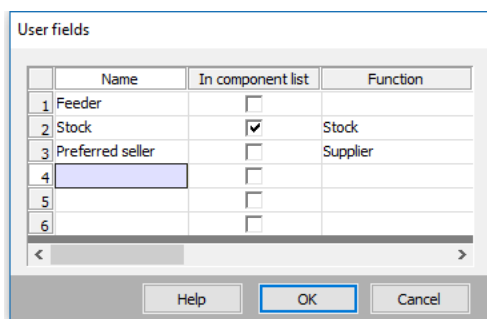 User fields
Name In component list Function
1 Feeder
2 Stock Stock
3 Preferred seller Supplier
4
5
6
Help OK Cancel